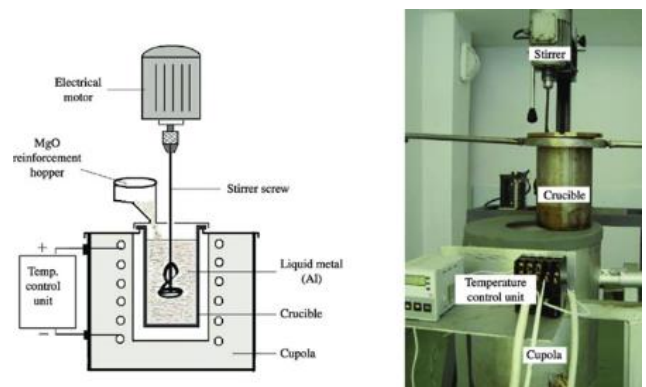 Electrical
motor
MgO
reinforcement
hopper
Stirrer screw
+
Temp.
control
unit
−
Liquid metal
(Al)
Crucible
Cupola
Stirrer
Crucible
Temperature
control unit
Cupola